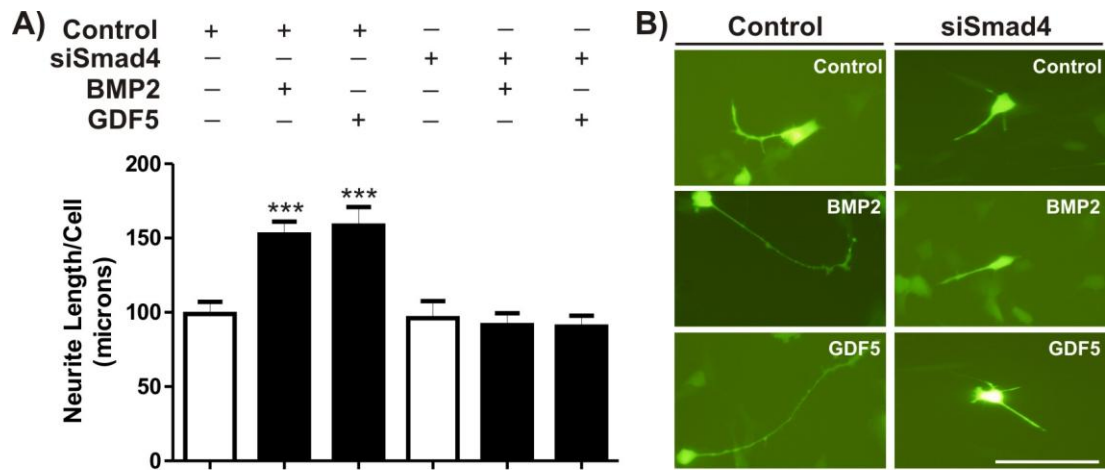 A)
Control + + + — — —
siSmad4 — — — + + +
BMP2 — + — — + —
GDF5 — — + — — +
Neurite Length/Cell
(microns)
200
150
100
50
0
*** ***
B)
Control siSmad4
Control Control
BMP2 BMP2
GDF5 GDF5